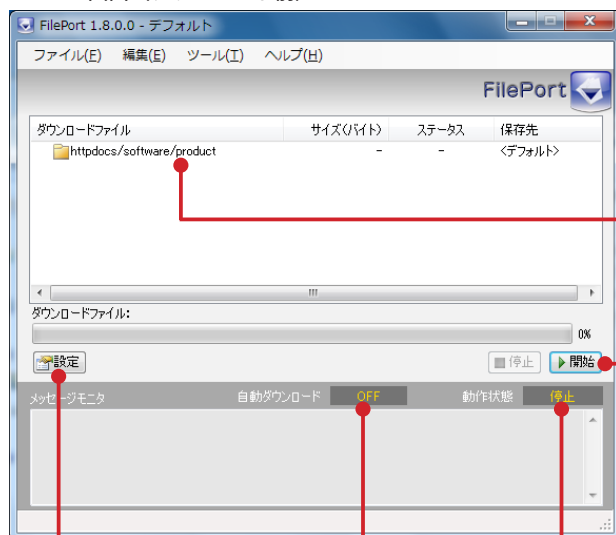 FilePort 1.8.0.0 - デフォルト
ファイル(F) 編集(E) ツール(T) ヘルプ(H)
FilePort
ダウンロードファイル サイズ(バイト) ステータス 保存先
httpdocs/software/product - - <デフォルト>
ダウンロードファイル:
0%
設定 停止 開始
メッセージモニタ 自動ダウンロード OFF 動作状態 停止